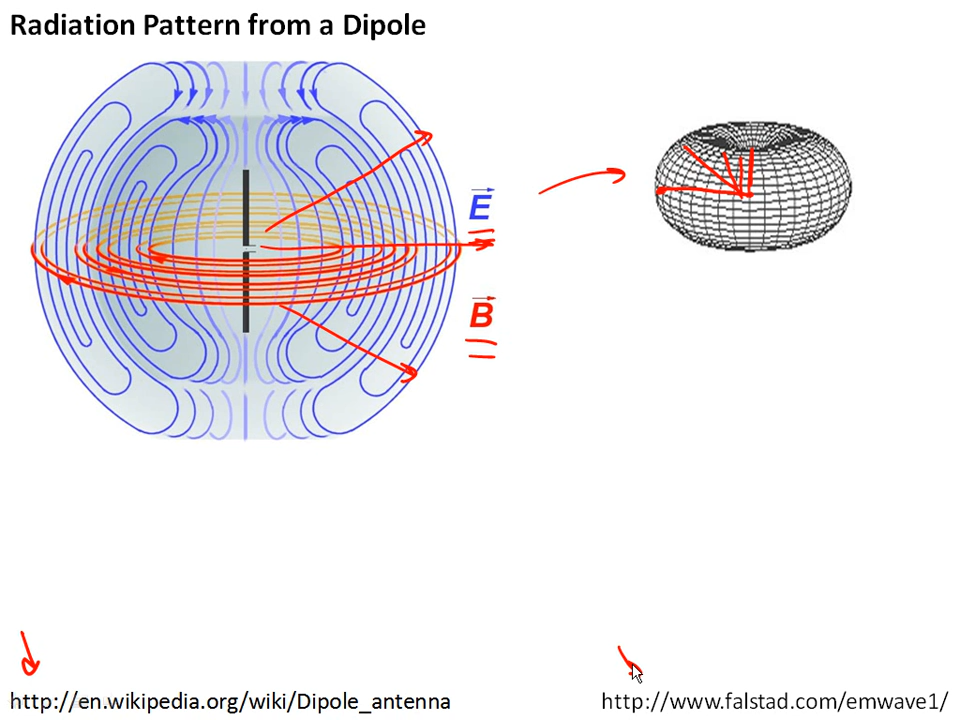 Radiation Pattern from a Dipole
E
B
http://en.wikipedia.org/wiki/Dipole_antenna
http://www.falstad.com/emwave1/